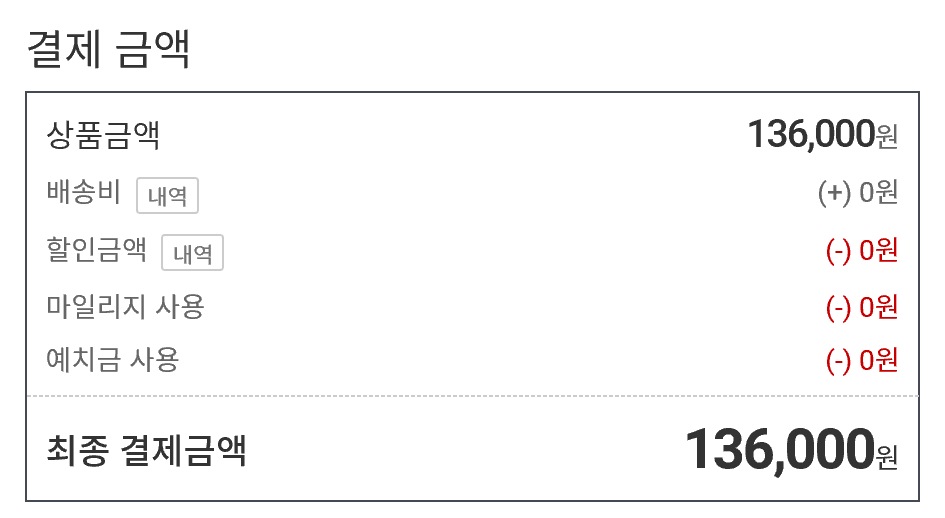 결제 금액
상품금액 136,000원
배송비 내역 (+) 0원
할인금액 내역 (-) 0원
마일리지 사용 (-) 0원
예치금 사용 (-) 0원
최종 결제금액 136,000원